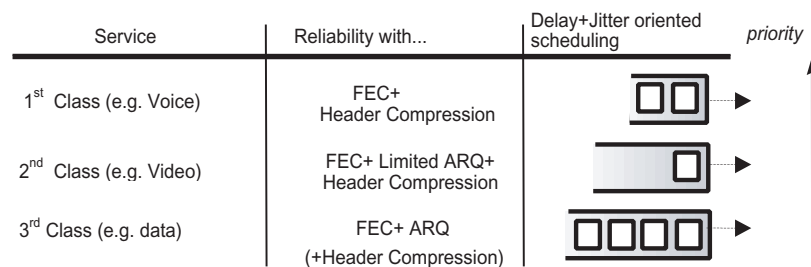 Service
Reliability with...
Delay+Jitter oriented
scheduling
priority
1st Class (e.g. Voice)
FEC+
Header Compression
2nd Class (e.g. Video)
FEC+ Limited ARQ+
Header Compression
3rd Class (e.g. data)
FEC+ ARQ
(+Header Compression)